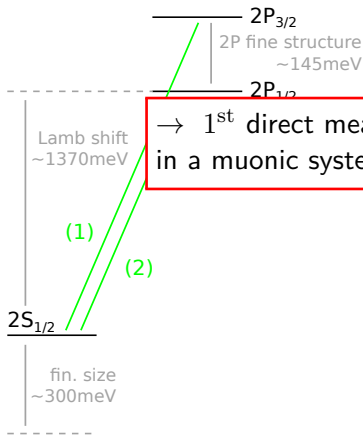 2P3/2
2P fine structure
~145meV
2P1/2
→ 1st direct mea
in a muonic syste
Lamb shift
~1370meV
(1)
(2)
2S1/2
fin. size
~300meV